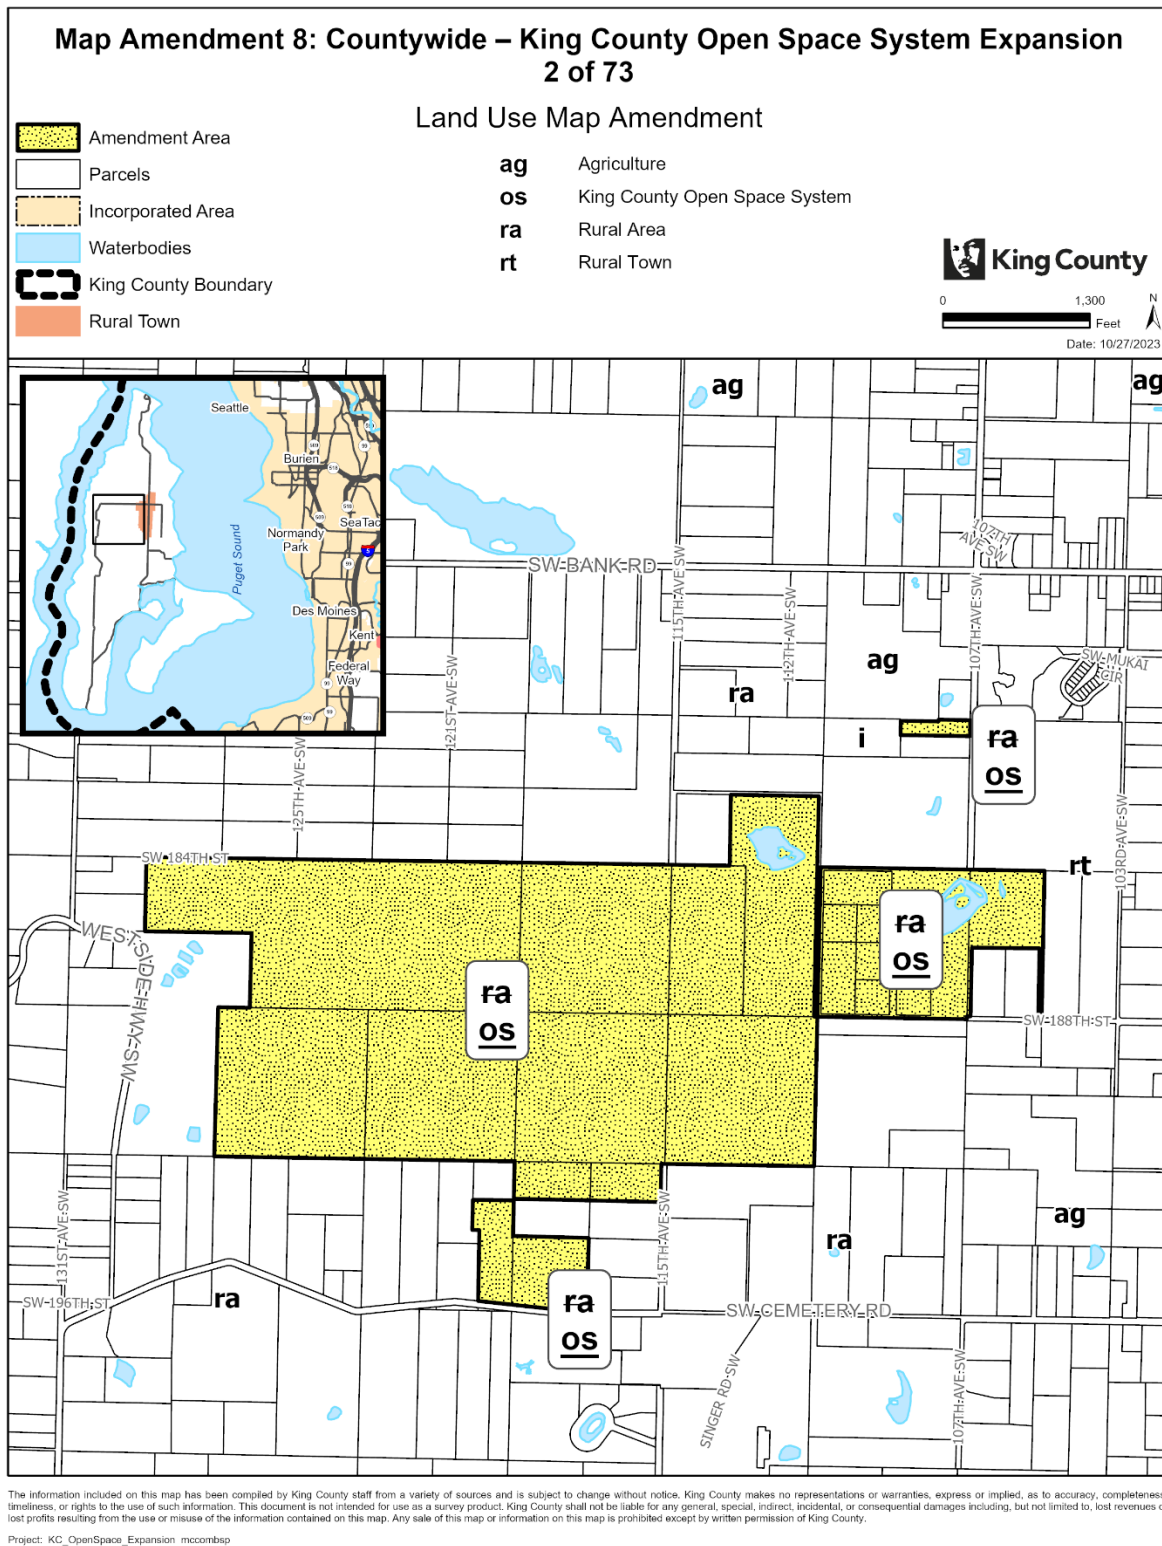 Map Amendment 8: Countywide – King County Open Space System Expansion
2 of 73
Land Use Map Amendment
Amendment Area
Parcels
Incorporated Area
Waterbodies
King County Boundary
Rural Town
ag Agriculture
os King County Open Space System
ra Rural Area
rt Rural Town
King County
0 1,300
Feet
N
Date: 10/27/2023
Seattle
Burien
SeaTac
Normandy
Park
Puget Sound
Des Moines
Kent
Federal
Way
509
518
99
5
ag
ag
107TH
AVE SW
SW BANK RD
115TH AVE SW
112TH AVE SW
107TH AVE SW
121ST AVE SW
125TH AVE SW
SW MUKAI
CIR
ag
ra
i
ra
os
103RD AVE SW
rt
SW 184TH ST
WESTSIDE HWY SW
ra
os
ra
os
SW 188TH ST
131ST AVE SW
115TH AVE SW
ag
ra
SW 196TH ST
ra
ra
os
SW CEMETERY RD
SINGER RD SW
107TH AVE SW
The information included on this map has been compiled by King County staff from a variety of sources and is subject to change without notice. King County makes no representations or warranties, express or implied, as to accuracy, completeness
timeliness, or rights to the use of such information. This document is not intended for use as a survey product. King County shall not be liable for any general, special, indirect, incidental, or consequential damages including, but not limited to, lost revenues o
lost profits resulting from the use or misuse of the information contained on this map. Any sale of this map or information on this map is prohibited except by written permission of King County.
Project: KC_OpenSpace_Expansion mccombsp